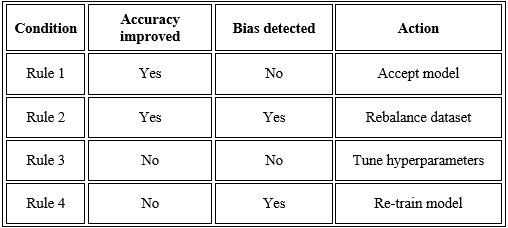 Condition Accuracy improved Bias detected Action
Rule 1 Yes No Accept model
Rule 2 Yes Yes Rebalance dataset
Rule 3 No No Tune hyperparameters
Rule 4 No Yes Re-train model